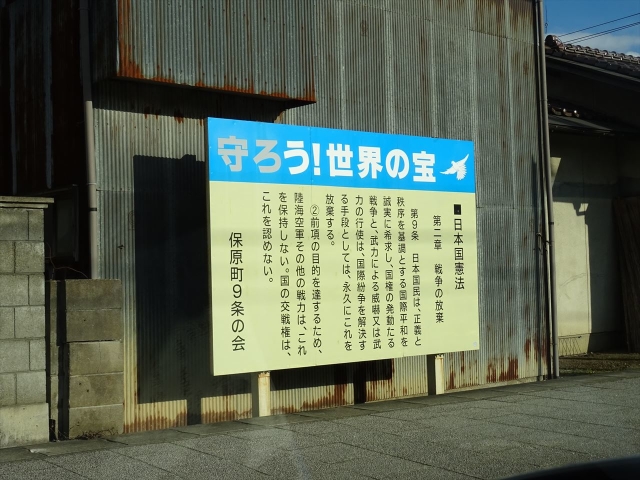 守ろう!世界の宝
■日本国憲法
第二章 戦争の放棄
第9条 日本国民は、正義と
秩序を基調とする国際平和を
誠実に希求し、国権の発動たる
戦争と、武力による威嚇又は武
力の行使は、国際紛争を解決す
る手段としては、永久にこれを
放棄する。
②前項の目的を達するため、
陸海空軍その他の戦力は、これ
を保持しない。国の交戦権は、
これを認めない。
保原町9条の会